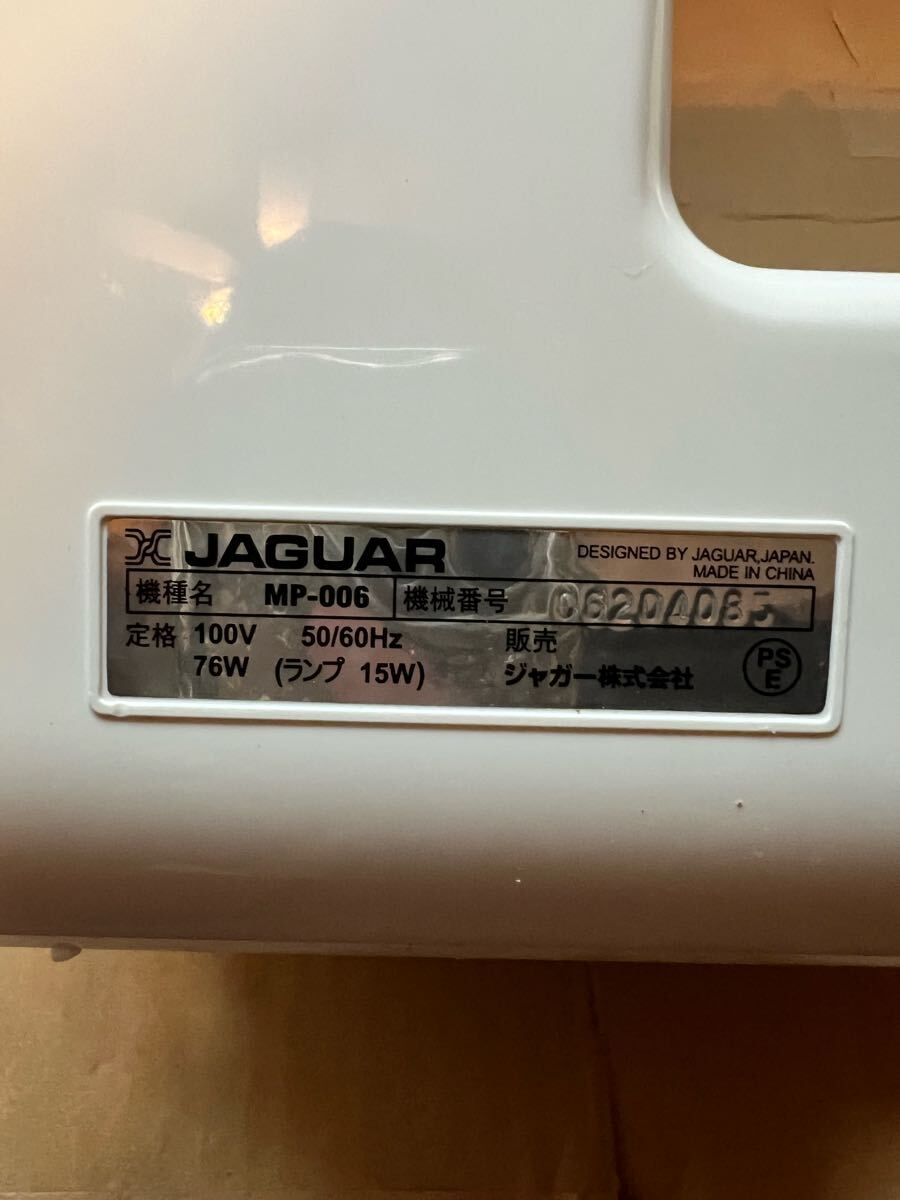 JAGUAR
DESIGNED BY JAGUAR,JAPAN.
MADE IN CHINA
機種名 MP-006 機械番号
定格 100V 50/60Hz
76W (ランプ 15W)
販売
ジャガー株式会社
PS
E